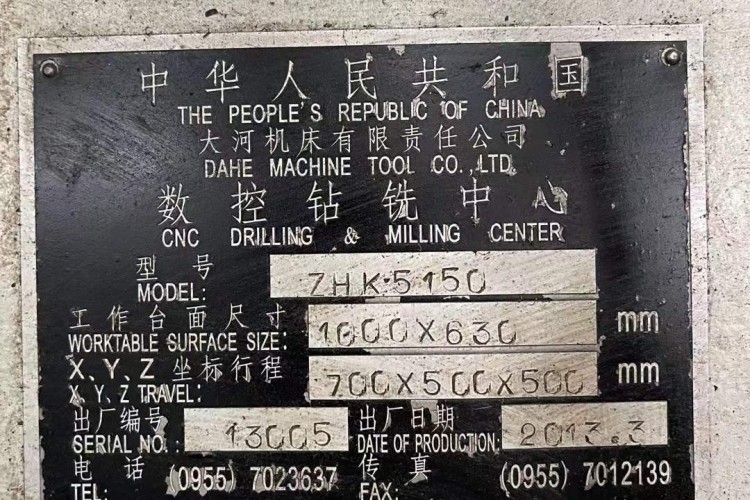 中华人民共和国
THE PEOPLE'S REPUBLIC OF CHINA
大河机床有限责任公司
DAHE MACHINE TOOL CO.,LTD.
数控钻铣中心
CNC DRILLING & MILLING CENTER
型号
MODEL: ZHK5150
工作台面尺寸
WORKTABLE SURFACE SIZE: 1000X630 mm
X、Y、Z 坐标行程
X、Y、Z TRAVEL: 700X500X500 mm
出厂编号 出厂日期
SERIAL NO.: 13005 DATE OF PRODUCTION: 2013.3
电话 (0955) 7023637 传真 (0955) 7012139
TEL: FAX: